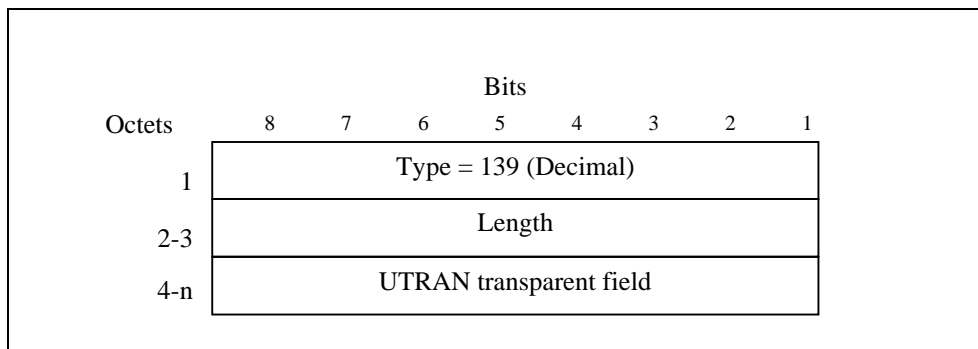 Bits
Octets 8 7 6 5 4 3 2 1
1 Type = 139 (Decimal)
2-3 Length
4-n UTRAN transparent field